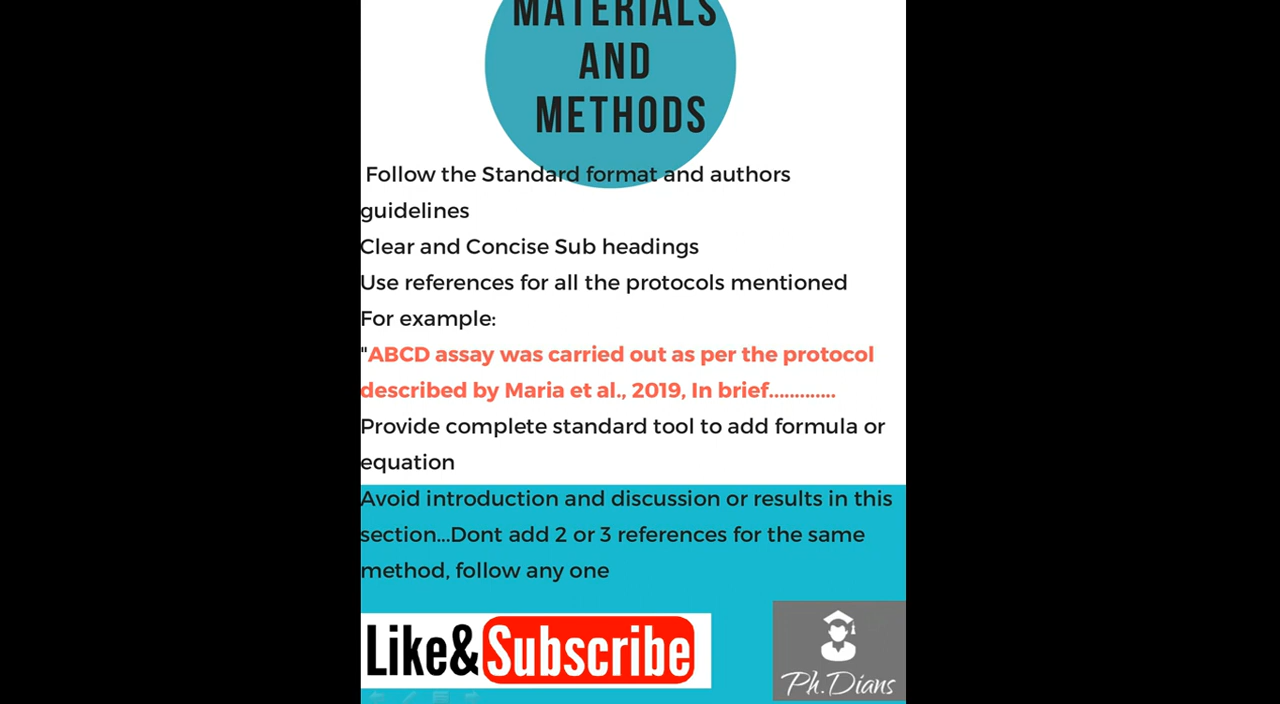 MATERIALS
AND
METHODS
Follow the Standard format and authors
guidelines
Clear and Concise Sub headings
Use references for all the protocols mentioned
For example:
"ABCD assay was carried out as per the protocol
described by Maria et al., 2019, In brief.............
Provide complete standard tool to add formula or
equation
Avoid introduction and discussion or results in this
section...Dont add 2 or 3 references for the same
method, follow any one
Like& Subscribe
Ph.Dians